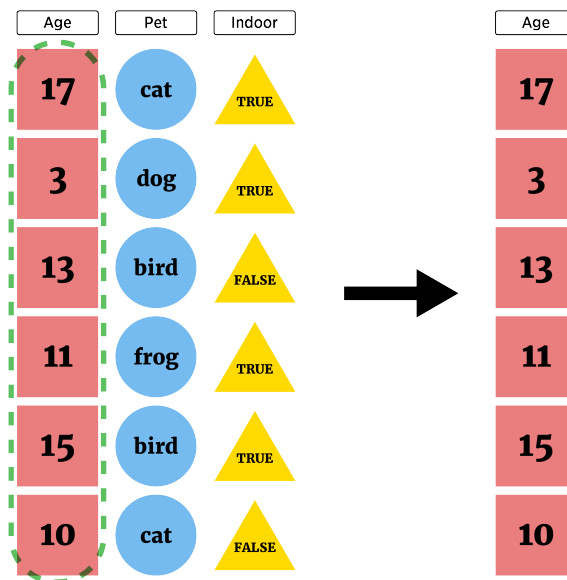 Age Pet Indoor Age
17 cat TRUE 17
3 dog TRUE 3
13 bird FALSE 13
11 frog TRUE 11
15 bird TRUE 15
10 cat FALSE 10